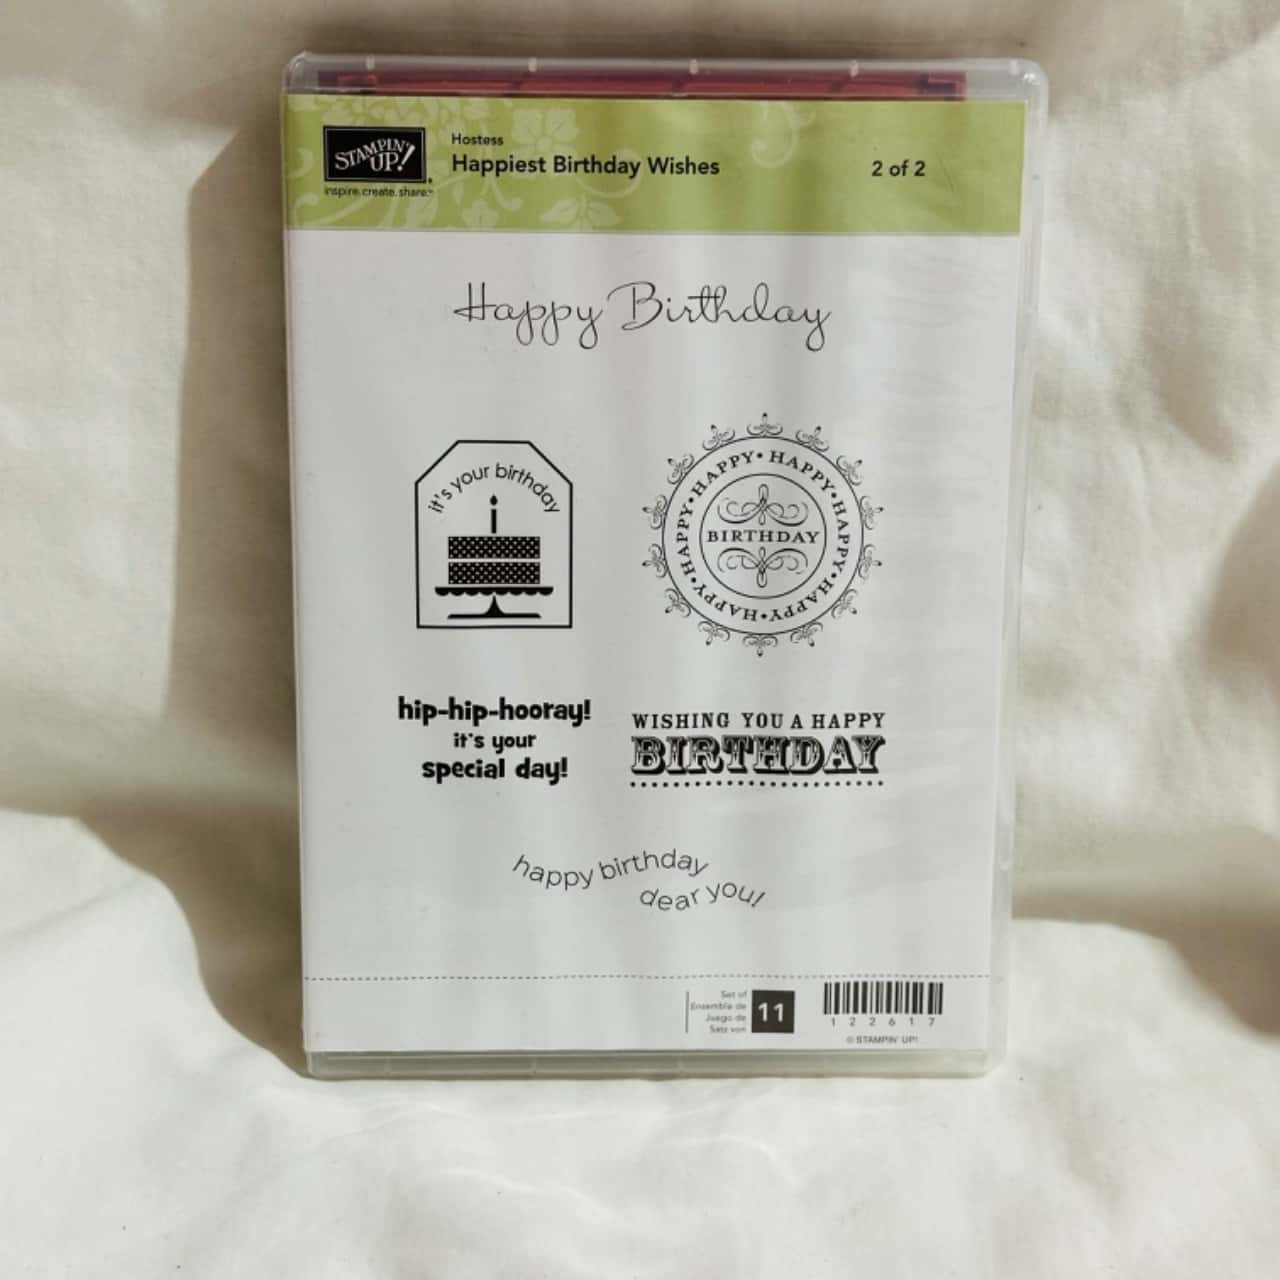 STAMPIN' UP!
inspire. create. share.™
Hostess
Happiest Birthday Wishes
2 of 2
Happy Birthday
it's your birthday
HAPPY • HAPPY • HAPPY • HAPPY • HAPPY • HAPPY • HAPPY •
BIRTHDAY
hip-hip-hooray!
it's your
special day!
WISHING YOU A HAPPY
BIRTHDAY
happy birthday
dear you!
Set of
Ensemble de
Juego de
Satz von
11
1 2 2 6 1 7
© STAMPIN' UP!